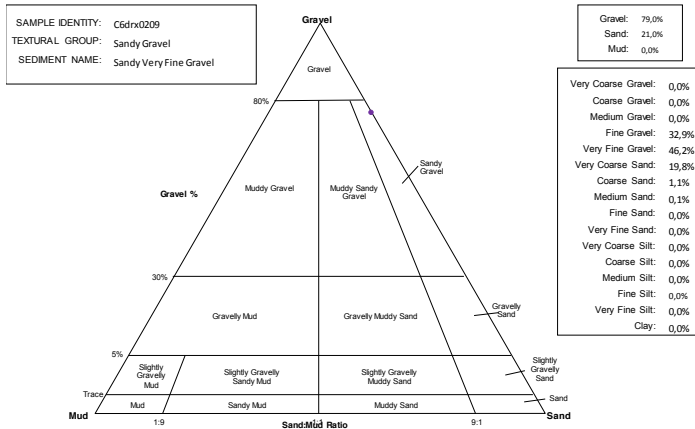 SAMPLE IDENTITY: C6drx0209
TEXTURAL GROUP: Sandy Gravel
SEDIMENT NAME: Sandy Very Fine Gravel
Gravel: 79,0%
Sand: 21,0%
Mud: 0,0%
Very Coarse Gravel: 0,0%
Coarse Gravel: 0,0%
Medium Gravel: 0,0%
Fine Gravel: 32,9%
Very Fine Gravel: 46,2%
Very Coarse Sand: 19,8%
Coarse Sand: 1,1%
Medium Sand: 0,1%
Fine Sand: 0,0%
Very Fine Sand: 0,0%
Very Coarse Silt: 0,0%
Coarse Silt: 0,0%
Medium Silt: 0,0%
Fine Silt: 0,0%
Very Fine Silt: 0,0%
Clay: 0,0%
Gravel
Gravel
80%
Sandy
Gravel
Muddy Gravel
Muddy Sandy
Gravel
Gravel %
30%
Gravelly Mud
Gravelly Muddy Sand
Gravelly
Sand
5%
Slightly
Gravelly
Mud
Slightly Gravelly
Sandy Mud
Slightly Gravelly
Muddy Sand
Slightly
Gravelly
Sand
Trace
Mud
Sandy Mud
Muddy Sand
Sand
Mud
Sand
1:9
1:1
9:1
Sand:Mud Ratio